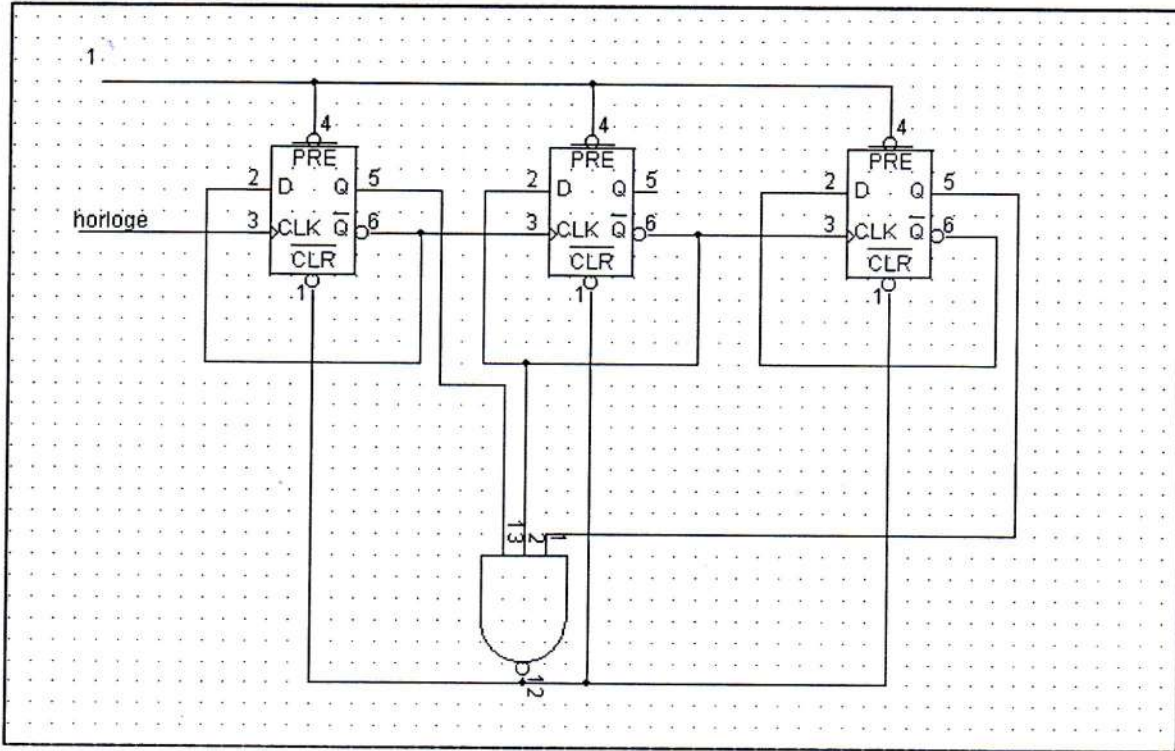 1
4 4 4
PRE PRE PRE
2 D Q 5 2 D Q 5 2 D Q 5
horloge 3 CLK Q 6 3 CLK Q 6 3 CLK Q 6
CLR CLR CLR
1 1 1
13 2 1
12